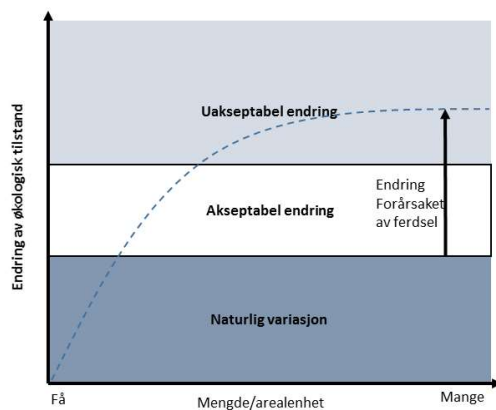 Endring av økologisk tilstand
Uakseptabel endring
Endring
Forårsaket
av ferdsel
Akseptabel endring
Naturlig variasjon
Få
Mengde/arealenhet
Mange